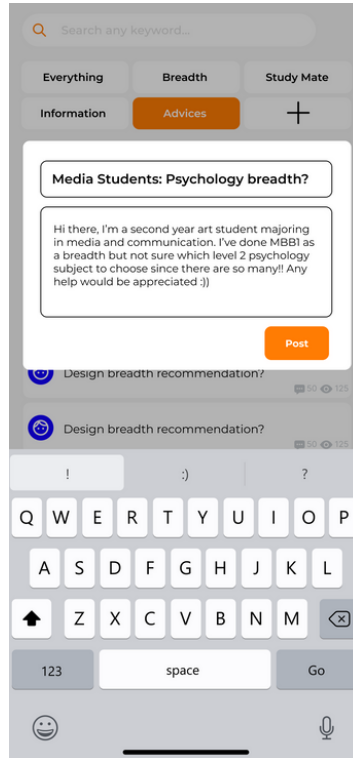 Search any keyword...
Everything Breadth Study Mate
Information Advices +
Media Students: Psychology breadth?
Hi there, I'm a second year art student majoring
in media and communication. I've done MBB1 as
a breadth but not sure which level 2 psychology
subject to choose since there are so many!! Any
help would be appreciated :))
Post
Design breadth recommendation?
50 125
Design breadth recommendation?
50 125
! :) ?
Q W E R T Y U I O P
A S D F G H J K L
Z X C V B N M
123 space Go